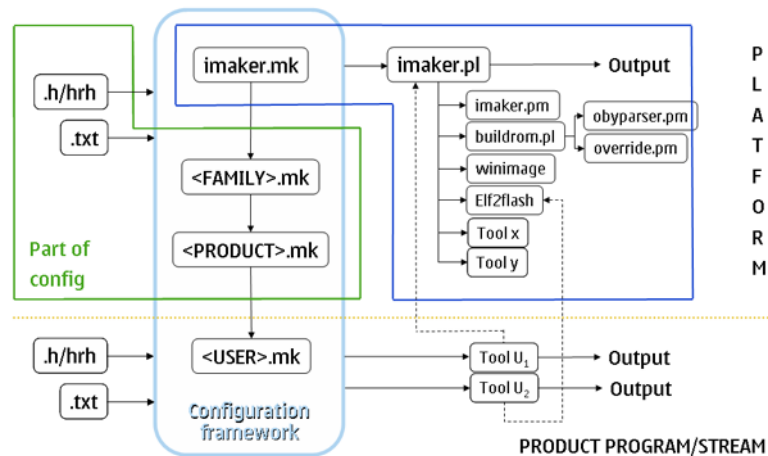 imaker.mk
imaker.pl
Output
P
L
A
T
F
O
R
M
.h/hrh
.txt
imaker.pm
buildrom.pl
obyparser.pm
override.pm
winimage
<FAMILY>.mk
Elf2flash
Tool x
Tool y
Part of
config
<PRODUCT>.mk
.h/hrh
.txt
<USER>.mk
Tool U1
Output
Tool U2
Output
Configuration
framework
PRODUCT PROGRAM/STREAM